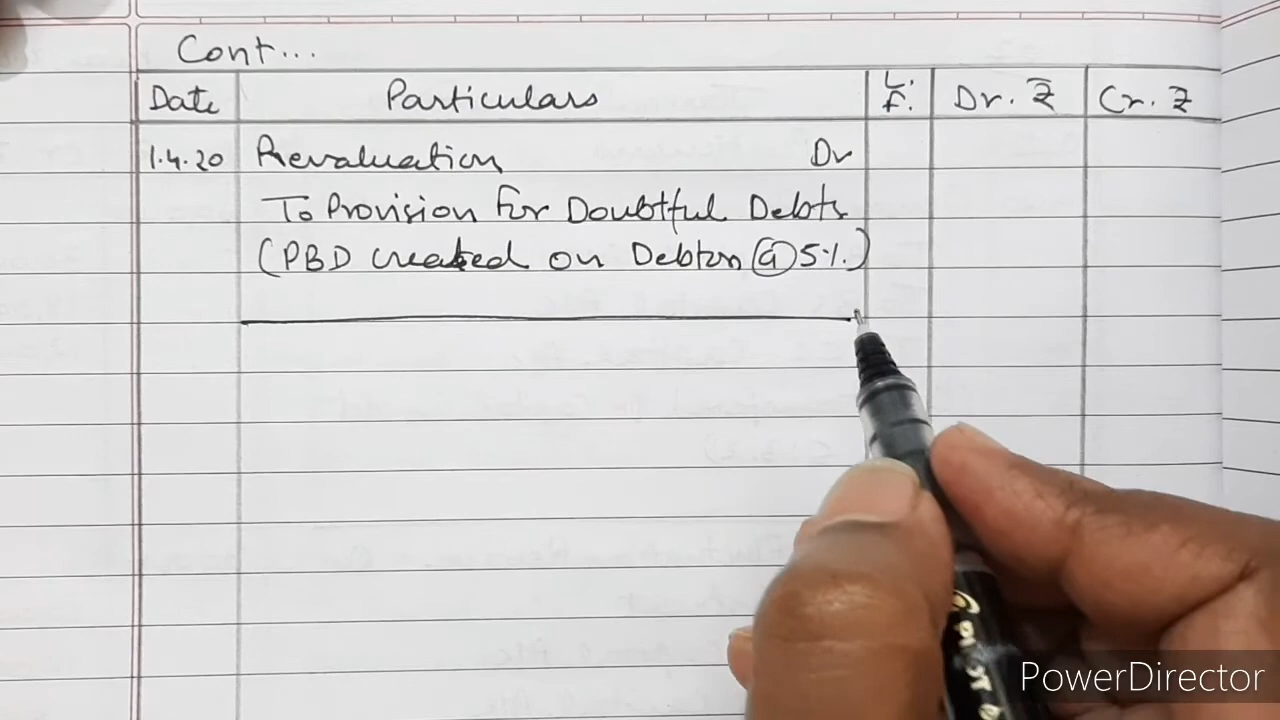 Cont...
Date Particulars L.F. Dr. ₹ Cr. ₹
1.4.20 Revaluation Dr
To Provision For Doubtful Debts
(PBD created on Debtors @ 5%.)
PILOT
PowerDirector